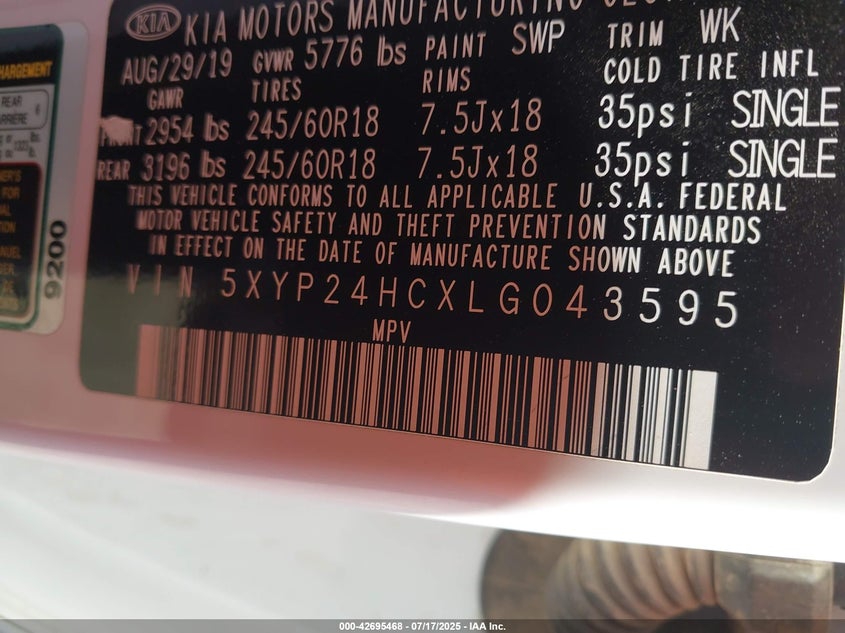 KIA KIA MOTORS MANUFACTURING
AUG/29/19 GVWR 5776 lbs PAINT SWP TRIM WK
GAWR TIRES RIMS COLD TIRE INFL
2954 lbs 245/60R18 7.5Jx18 35psi SINGLE
REAR 3196 lbs 245/60R18 7.5Jx18 35psi SINGLE
THIS VEHICLE CONFORMS TO ALL APPLICABLE U.S.A. FEDERAL
MOTOR VEHICLE SAFETY AND THEFT PREVENTION STANDARDS
IN EFFECT ON THE DATE OF MANUFACTURE SHOWN ABOVE
VIN 5XYP24HCXLG043595
MPV
REAR
9200
000-42695468 - 07/17/2025 - IAA Inc.